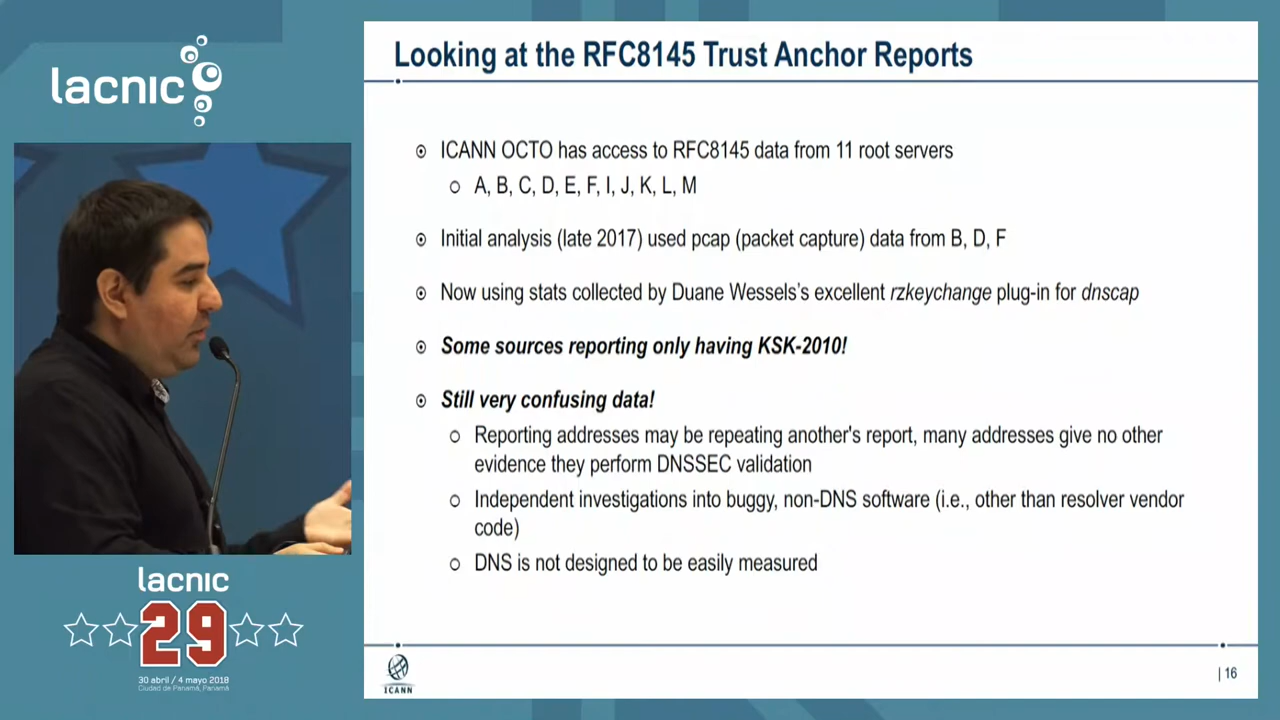 lacnic
Looking at the RFC8145 Trust Anchor Reports
ICANN OCTO has access to RFC8145 data from 11 root servers
A, B, C, D, E, F, I, J, K, L, M
Initial analysis (late 2017) used pcap (packet capture) data from B, D, F
Now using stats collected by Duane Wessels's excellent rzkeychange plug-in for dnscap
Some sources reporting only having KSK-2010!
Still very confusing data!
Reporting addresses may be repeating another's report, many addresses give no other
evidence they perform DNSSEC validation
Independent investigations into buggy, non-DNS software (i.e., other than resolver vendor
code)
DNS is not designed to be easily measured
ICANN
| 16
lacnic
29
30 abril / 4 mayo 2018
Ciudad de Panamá, Panamá